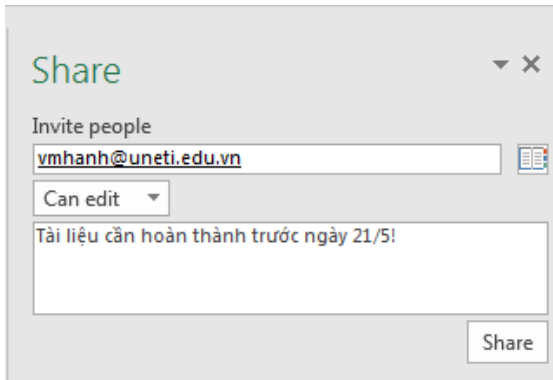 Share
Invite people
vmhanh@uneti.edu.vn
Can edit
Tài liệu cần hoàn thành trước ngày 21/5!
Share